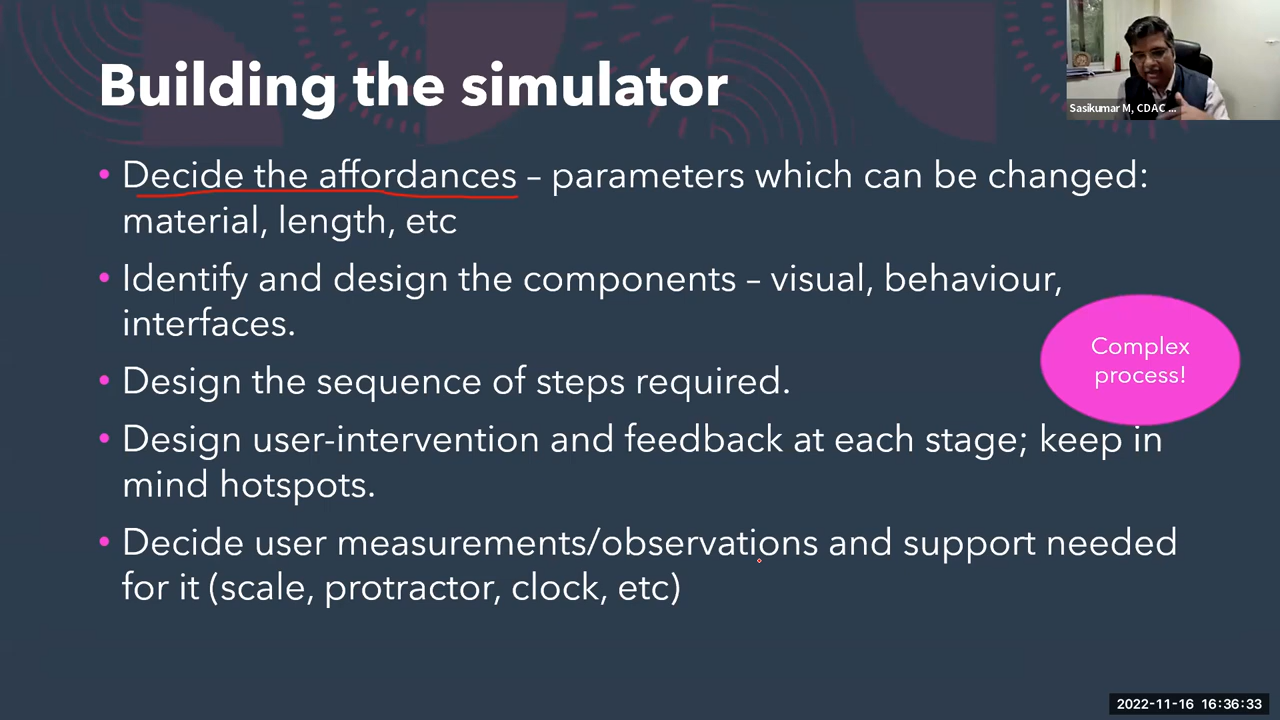 Building the simulator
Sasikumar M, CDAC ...
• Decide the affordances – parameters which can be changed:
material, length, etc
• Identify and design the components – visual, behaviour,
interfaces.
Complex
process!
• Design the sequence of steps required.
• Design user-intervention and feedback at each stage; keep in
mind hotspots.
• Decide user measurements/observations and support needed
for it (scale, protractor, clock, etc)
2022-11-16 16:36:33